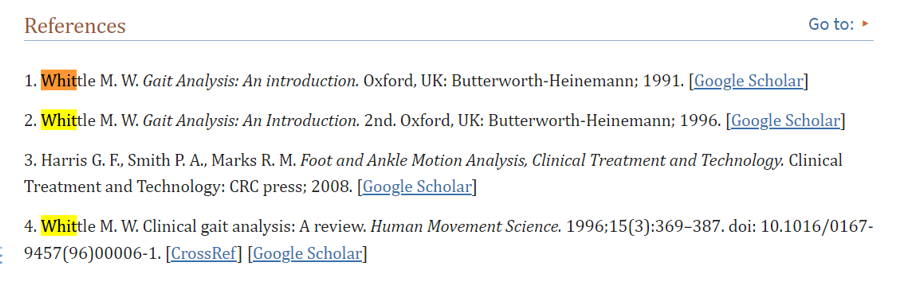 References
Go to: ▸
1. Whittle M. W. Gait Analysis: An introduction. Oxford, UK: Butterworth-Heinemann; 1991. [Google Scholar]
2. Whittle M. W. Gait Analysis: An Introduction. 2nd. Oxford, UK: Butterworth-Heinemann; 1996. [Google Scholar]
3. Harris G. F., Smith P. A., Marks R. M. Foot and Ankle Motion Analysis, Clinical Treatment and Technology. Clinical
Treatment and Technology: CRC press; 2008. [Google Scholar]
4. Whittle M. W. Clinical gait analysis: A review. Human Movement Science. 1996;15(3):369–387. doi: 10.1016/0167-
9457(96)00006-1. [CrossRef] [Google Scholar]